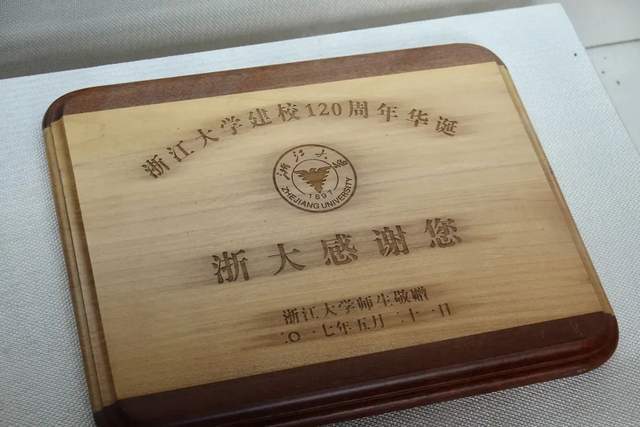 浙江大学建校120周年华诞
浙江大学
1897
ZHEJIANG UNIVERSITY
浙大感谢您
浙江大学师生敬赠
二〇一七年五月二十一日